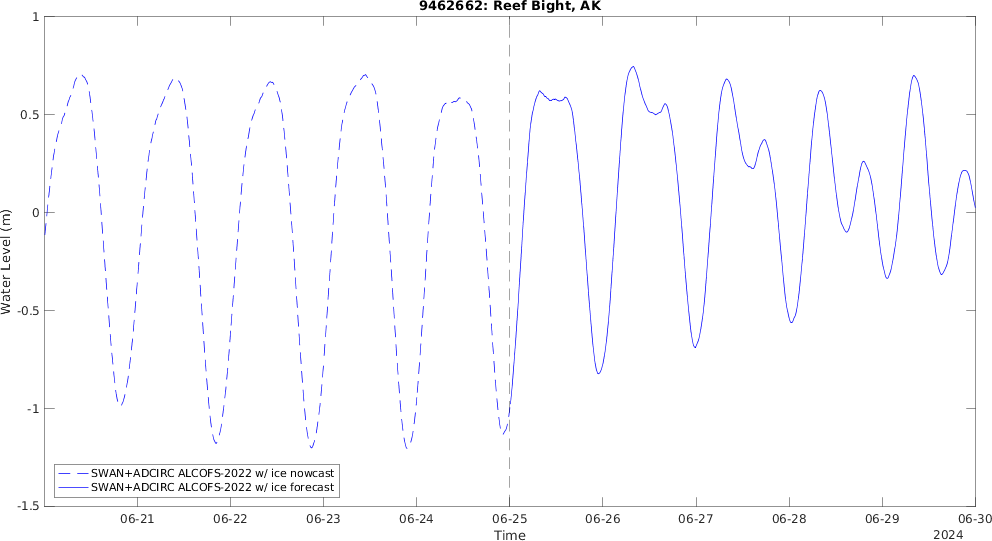 9462662: Reef Bight, AK
1
0.5
0
-0.5
-1
-1.5
Water Level (m)
SWAN+ADCIRC ALCOFS-2022 w/ ice nowcast
SWAN+ADCIRC ALCOFS-2022 w/ ice forecast
06-21 06-22 06-23 06-24 06-25 06-26 06-27 06-28 06-29 06-30
Time
2024